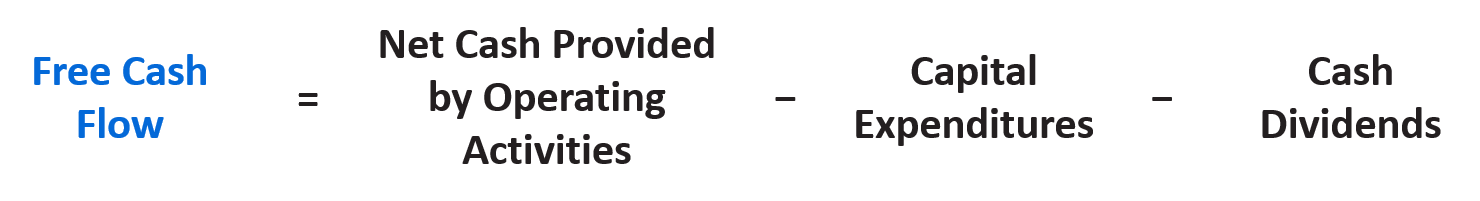 Free Cash
Flow
=
Net Cash Provided
by Operating
Activities
–
Capital
Expenditures
–
Cash
Dividends